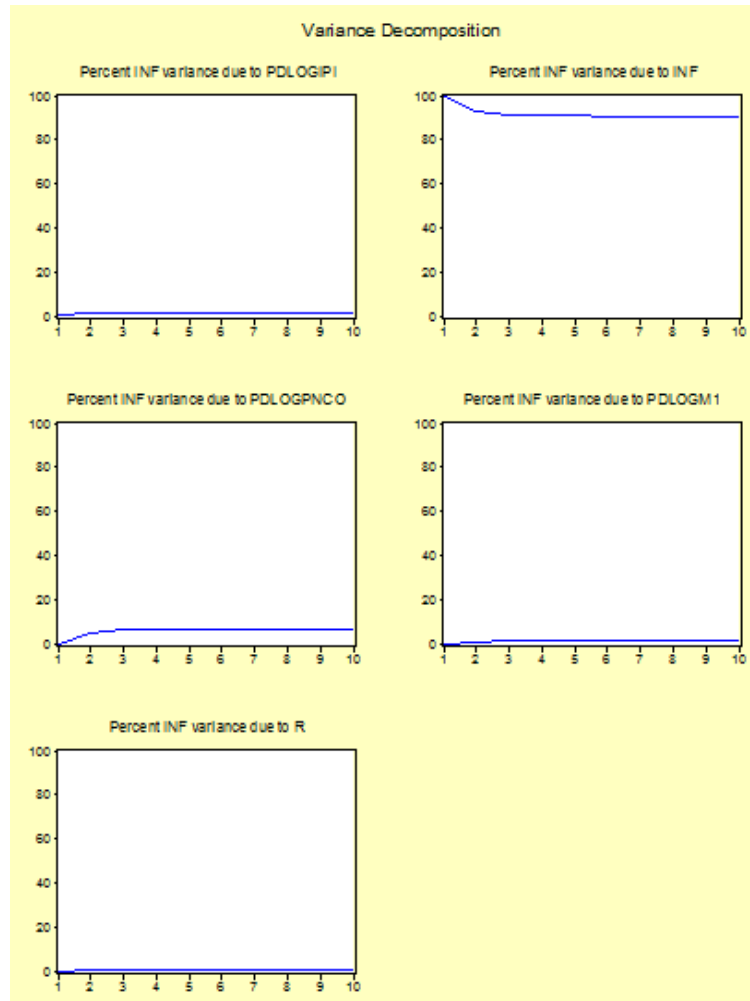 Variance Decomposition
Percent INF variance due to PDLOGIPI
Percent INF variance due to INF
100
80
60
40
20
0
1 2 3 4 5 6 7 8 9 10
100
80
60
40
20
0
1 2 3 4 5 6 7 8 9 10
Percent INF variance due to PDLOGPNCO
Percent INF variance due to PDLOGM1
100
80
60
40
20
0
1 2 3 4 5 6 7 8 9 10
100
80
60
40
20
0
1 2 3 4 5 6 7 8 9 10
Percent INF variance due to R
100
80
60
40
20
0
1 2 3 4 5 6 7 8 9 10